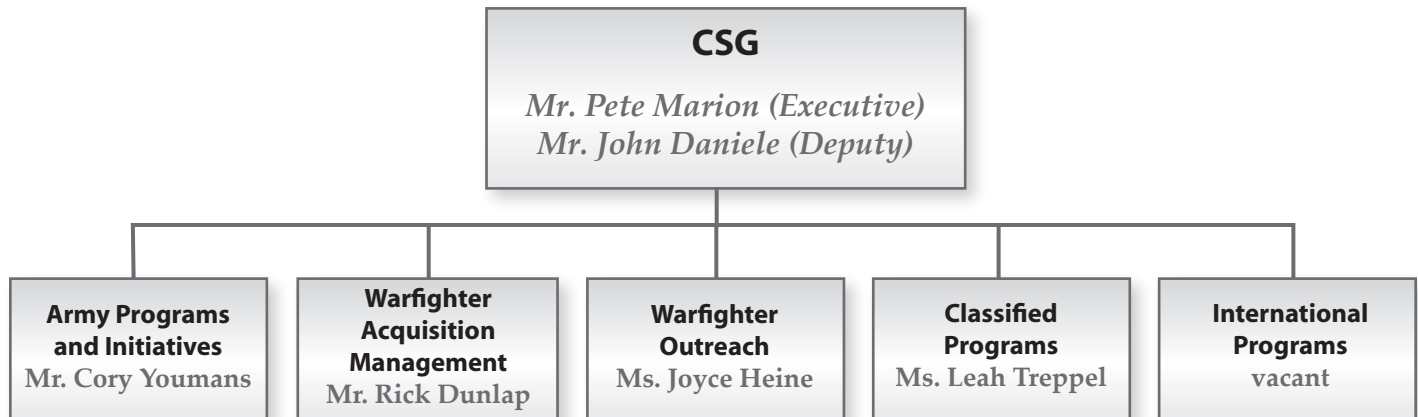 CSG
Mr. Pete Marion (Executive)
Mr. John Daniele (Deputy)
Army Programs
and Initiatives
Mr. Cory Youmans
Warfighter
Acquisition
Management
Mr. Rick Dunlap
Warfighter
Outreach
Ms. Joyce Heine
Classified
Programs
Ms. Leah Treppel
International
Programs
vacant